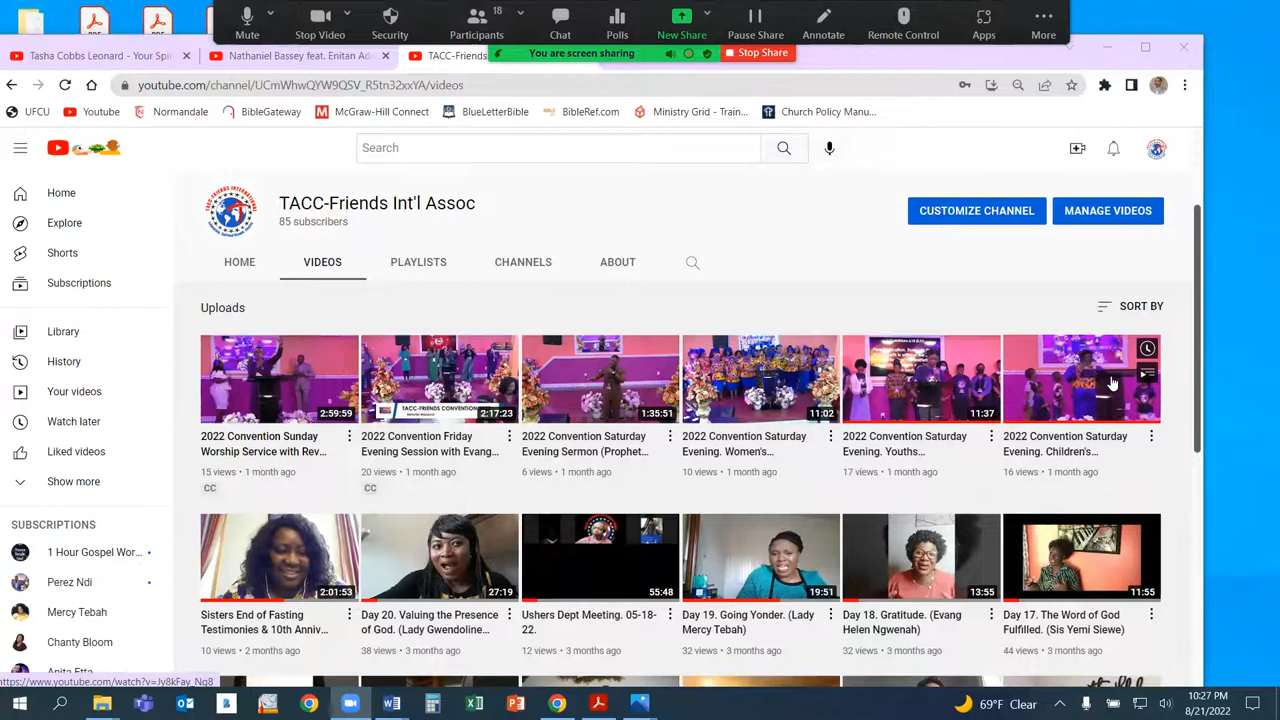 Mute
Stop Video
Security
18
Participants
Chat
Polls
New Share
Pause Share
Annotate
Remote Control
Apps
More
You are screen sharing
Stop Share
Tasha Cobbs Leonard - Your Spi
Nathaniel Bassey feat. Enitan Ad
TACC-Friends
youtube.com/channel/UCmWhwQYW9QSV_R5tn32xxYA/videos
UFCU
Youtube
Normandale
BibleGateway
McGraw-Hill Connect
BlueLetterBible
BibleRef.com
Ministry Grid - Train...
Church Policy Manu...
Search
Home
Explore
Shorts
Subscriptions
Library
History
Your videos
Watch later
Liked videos
Show more
SUBSCRIPTIONS
1 Hour Gospel Wor...
Perez Ndi
Mercy Tebah
Chanty Bloom
Anita Etta
TACC-Friends Int'l Assoc
85 subscribers
CUSTOMIZE CHANNEL
MANAGE VIDEOS
HOME
VIDEOS
PLAYLISTS
CHANNELS
ABOUT
Uploads
SORT BY
2:59:59
2022 Convention Sunday
Worship Service with Rev...
15 views • 1 month ago
CC
TACC-FRIENDS CONVENTION
2:17:23
2022 Convention Friday
Evening Session with Evang...
20 views • 1 month ago
CC
1:35:51
2022 Convention Saturday
Evening Sermon (Prophet...
6 views • 1 month ago
11:02
2022 Convention Saturday
Evening. Women's...
10 views • 1 month ago
11:37
2022 Convention Saturday
Evening. Youths...
17 views • 1 month ago
2022 Convention Saturday
Evening. Children's...
16 views • 1 month ago
2:01:53
Sisters End of Fasting
Testimonies & 10th Anniv...
10 views • 2 months ago
27:19
Day 20. Valuing the Presence
of God. (Lady Gwendoline...
38 views • 3 months ago
55:48
Ushers Dept Meeting. 05-18-
22.
12 views • 3 months ago
19:51
Day 19. Going Yonder. (Lady
Mercy Tebah)
32 views • 3 months ago
13:55
Day 18. Gratitude. (Evang
Helen Ngwenah)
32 views • 3 months ago
11:55
Day 17. The Word of God
Fulfilled. (Sis Yemi Siewe)
44 views • 3 months ago
https://www.youtube.com/watch?v=Jy8kFay_Nq8
69°F Clear
10:27 PM
8/21/2022